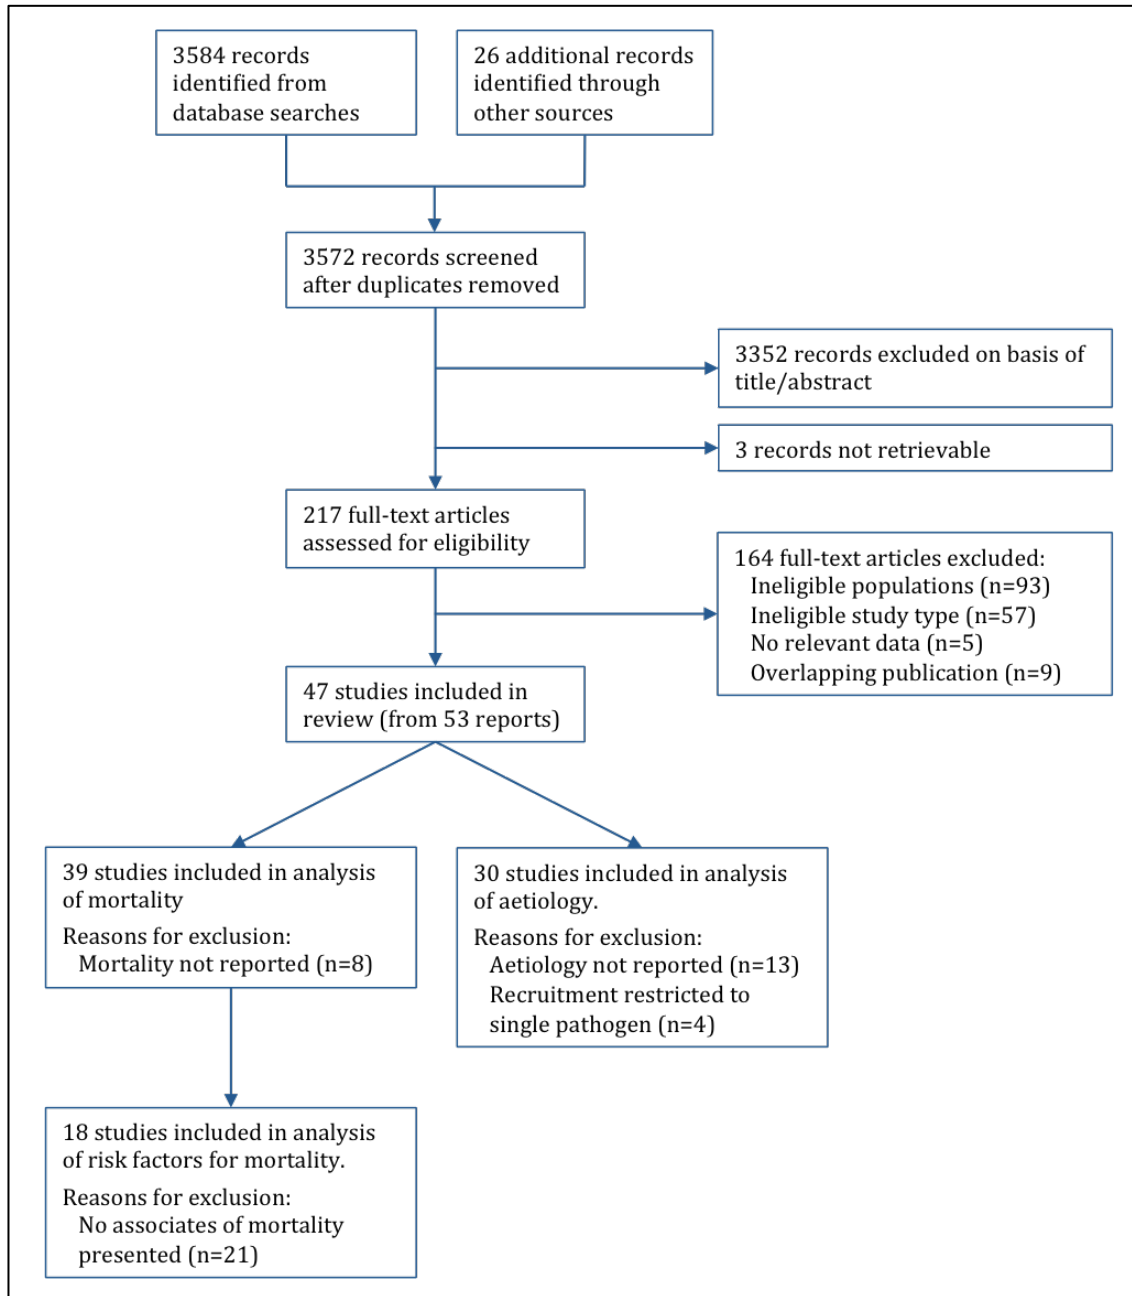 3584 records
identified from
database searches
26 additional records
identified through
other sources
3572 records screened
after duplicates removed
3352 records excluded on basis of
title/abstract
3 records not retrievable
217 full-text articles
assessed for eligibility
164 full-text articles excluded:
Ineligible populations (n=93)
Ineligible study type (n=57)
No relevant data (n=5)
Overlapping publication (n=9)
47 studies included in
review (from 53 reports)
39 studies included in analysis
of mortality
Reasons for exclusion:
Mortality not reported (n=8)
30 studies included in analysis
of aetiology.
Reasons for exclusion:
Aetiology not reported (n=13)
Recruitment restricted to
single pathogen (n=4)
18 studies included in analysis
of risk factors for mortality.
Reasons for exclusion:
No associates of mortality
presented (n=21)